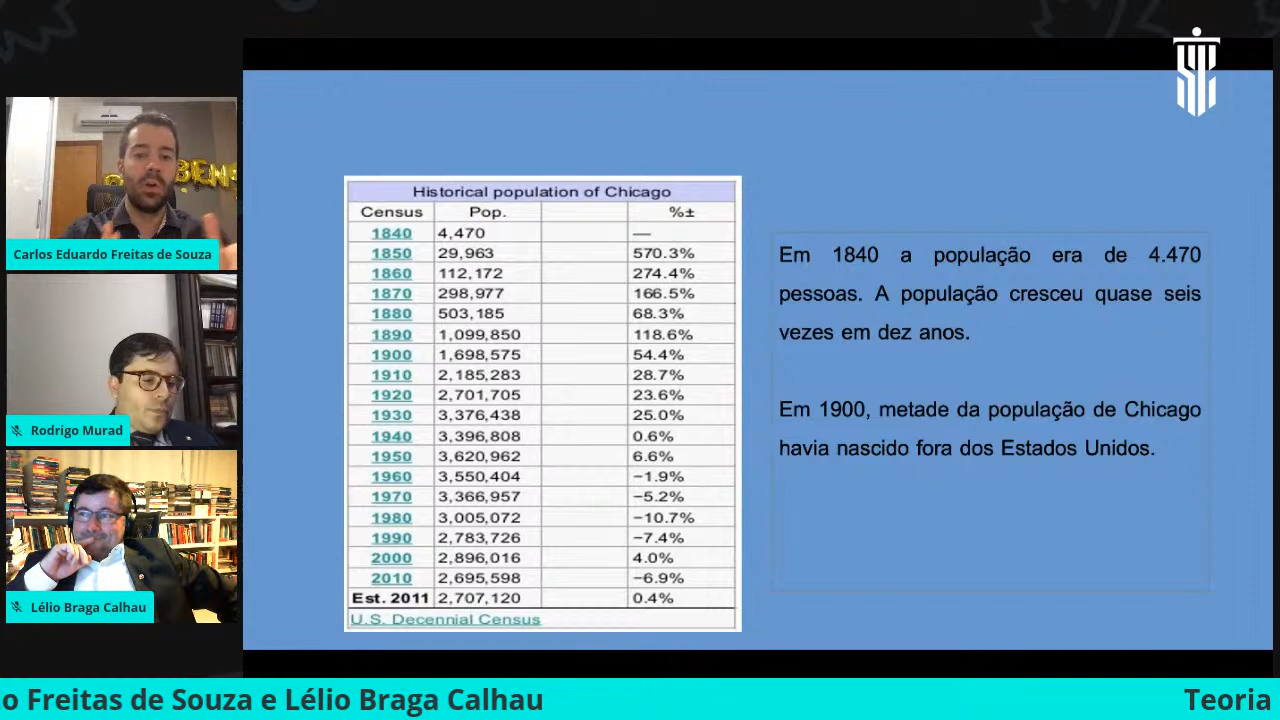 Carlos Eduardo Freitas de Souza
Rodrigo Murad
Lélio Braga Calhau
Historical population of Chicago
Census Pop. %±
1840 4,470 —
1850 29,963 570.3%
1860 112,172 274.4%
1870 298,977 166.5%
1880 503,185 68.3%
1890 1,099,850 118.6%
1900 1,698,575 54.4%
1910 2,185,283 28.7%
1920 2,701,705 23.6%
1930 3,376,438 25.0%
1940 3,396,808 0.6%
1950 3,620,962 6.6%
1960 3,550,404 −1.9%
1970 3,366,957 −5.2%
1980 3,005,072 −10.7%
1990 2,783,726 −7.4%
2000 2,896,016 4.0%
2010 2,695,598 −6.9%
Est. 2011 2,707,120 0.4%
U.S. Decennial Census
Em 1840 a população era de 4.470
pessoas. A população cresceu quase seis
vezes em dez anos.
Em 1900, metade da população de Chicago
havia nascido fora dos Estados Unidos.
o Freitas de Souza e Lélio Braga Calhau
Teoria